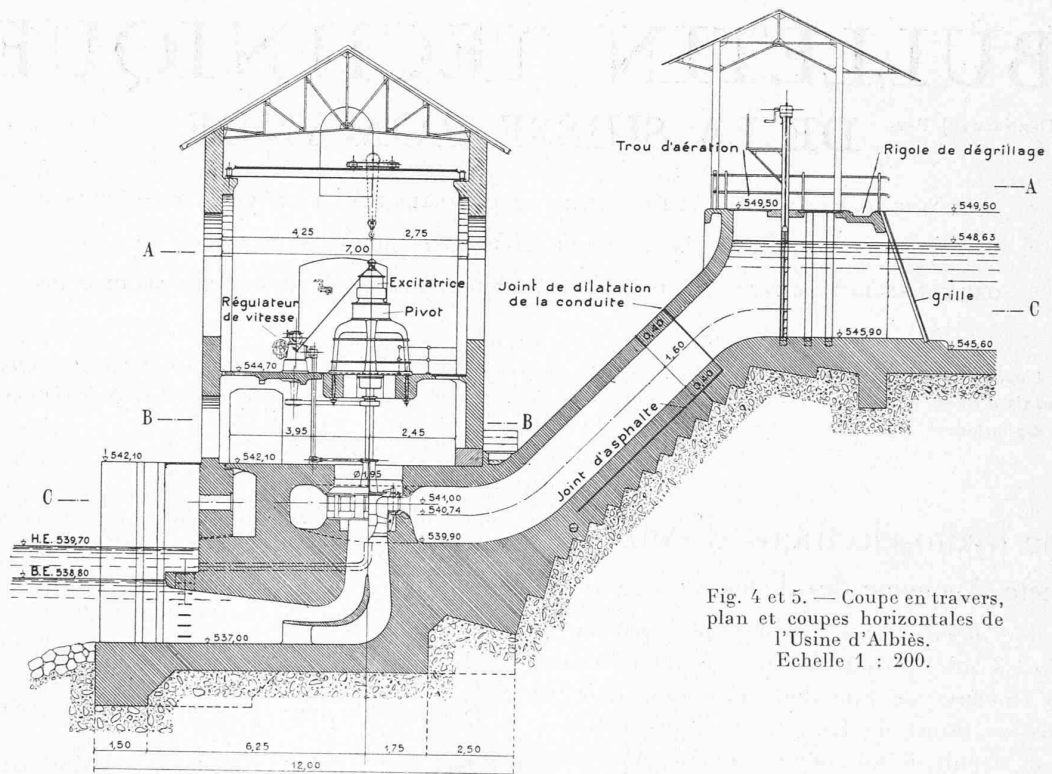 Trou d'aération
Rigole de dégrillage
A
549,50
549,50
548,63
A
4,25
2,75
7,00
Excitatrice
Pivot
Régulateur
de vitesse
Joint de dilatation
de la conduite
grille
C
0,40
1,60
0,40
545,90
545,60
544,70
B
3,95
2,45
B
542,10
542,10
Ø 1,95
Joint d'asphalte
C
541,00
540,74
539,90
H.E. 539,70
B.E. 538,80
537,00
Fig. 4 et 5. — Coupe en travers,
plan et coupes horizontales de
l'Usine d'Albiès.
Echelle 1 : 200.
1,50
6,25
1,75
2,50
12,00